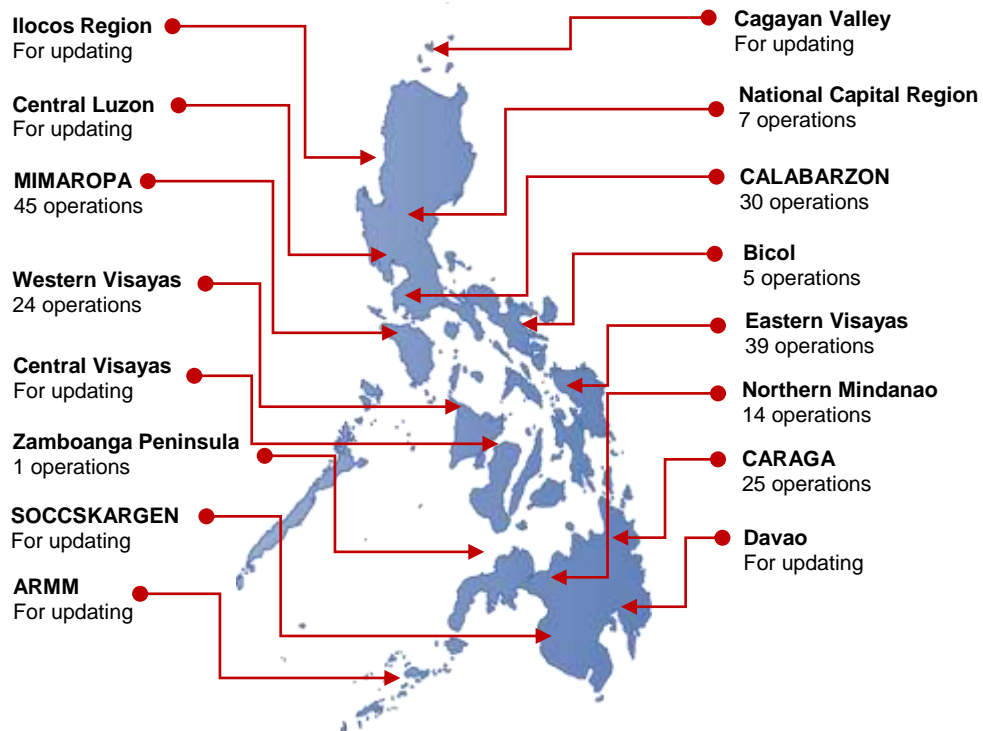 Ilocos Region
For updating
Central Luzon
For updating
MIMAROPA
45 operations
Western Visayas
24 operations
Central Visayas
For updating
Zamboanga Peninsula
1 operations
SOCCSKARGEN
For updating
ARMM
For updating
Cagayan Valley
For updating
National Capital Region
7 operations
CALABARZON
30 operations
Bicol
5 operations
Eastern Visayas
39 operations
Northern Mindanao
14 operations
CARAGA
25 operations
Davao
For updating